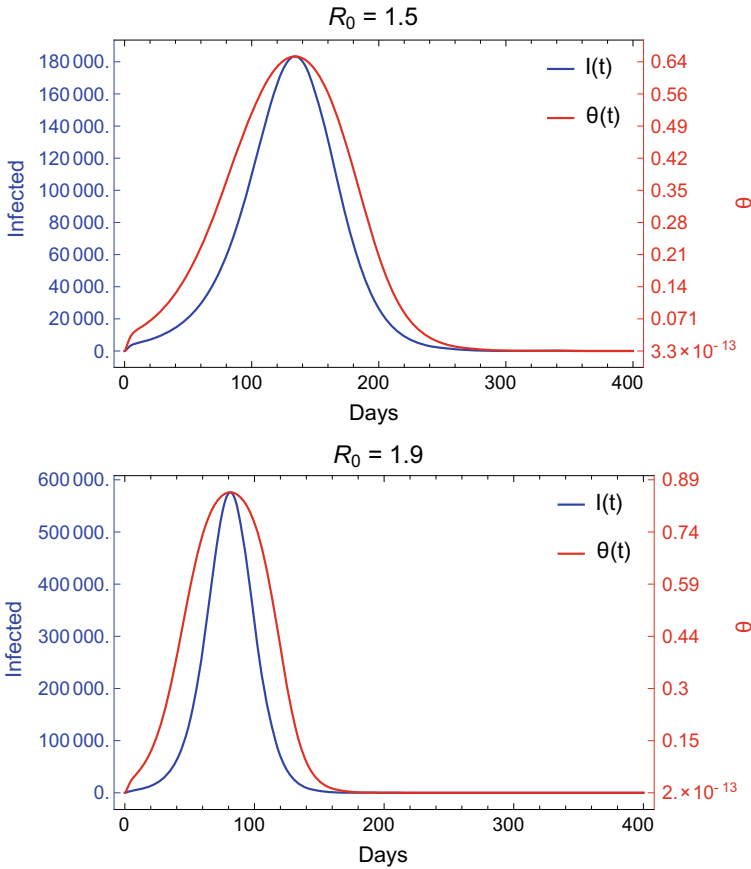 R₀ = 1.5
180 000.
160 000.
140 000.
120 000.
100 000.
80 000.
60 000.
40 000.
20 000.
0.
Infected
0.64
0.56
0.49
0.42
0.35
0.28
0.21
0.14
0.071
3.3×10⁻¹³
θ
I(t)
θ(t)
0 100 200 300 400
Days
R₀ = 1.9
600 000.
500 000.
400 000.
300 000.
200 000.
100 000.
0.
Infected
0.89
0.74
0.59
0.44
0.3
0.15
2.×10⁻¹³
θ
I(t)
θ(t)
0 100 200 300 400
Days